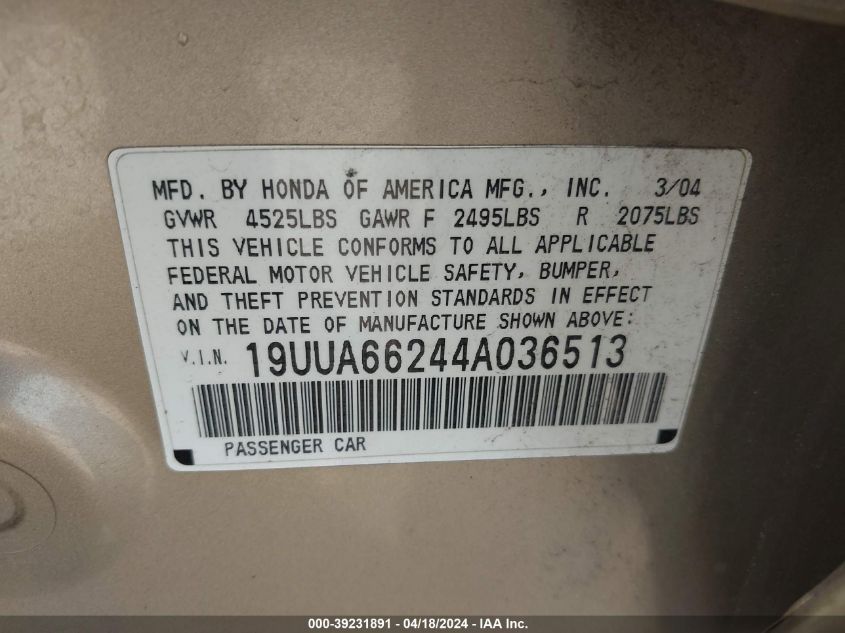 MFD. BY HONDA OF AMERICA MFG., INC. 3/04
GVWR 4525LBS GAWR F 2495LBS R 2075LBS
THIS VEHICLE CONFORMS TO ALL APPLICABLE
FEDERAL MOTOR VEHICLE SAFETY, BUMPER,
AND THEFT PREVENTION STANDARDS IN EFFECT
ON THE DATE OF MANUFACTURE SHOWN ABOVE:
V.I.N. 19UUA66244A036513
PASSENGER CAR
000-39231891 - 04/18/2024 - IAA Inc.